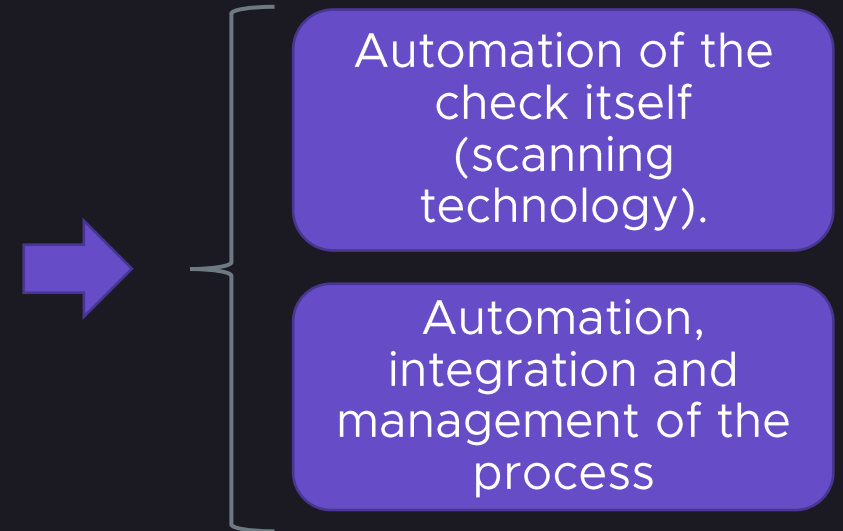 Automation of the
check itself
(scanning
technology).
Automation,
integration and
management of the
process